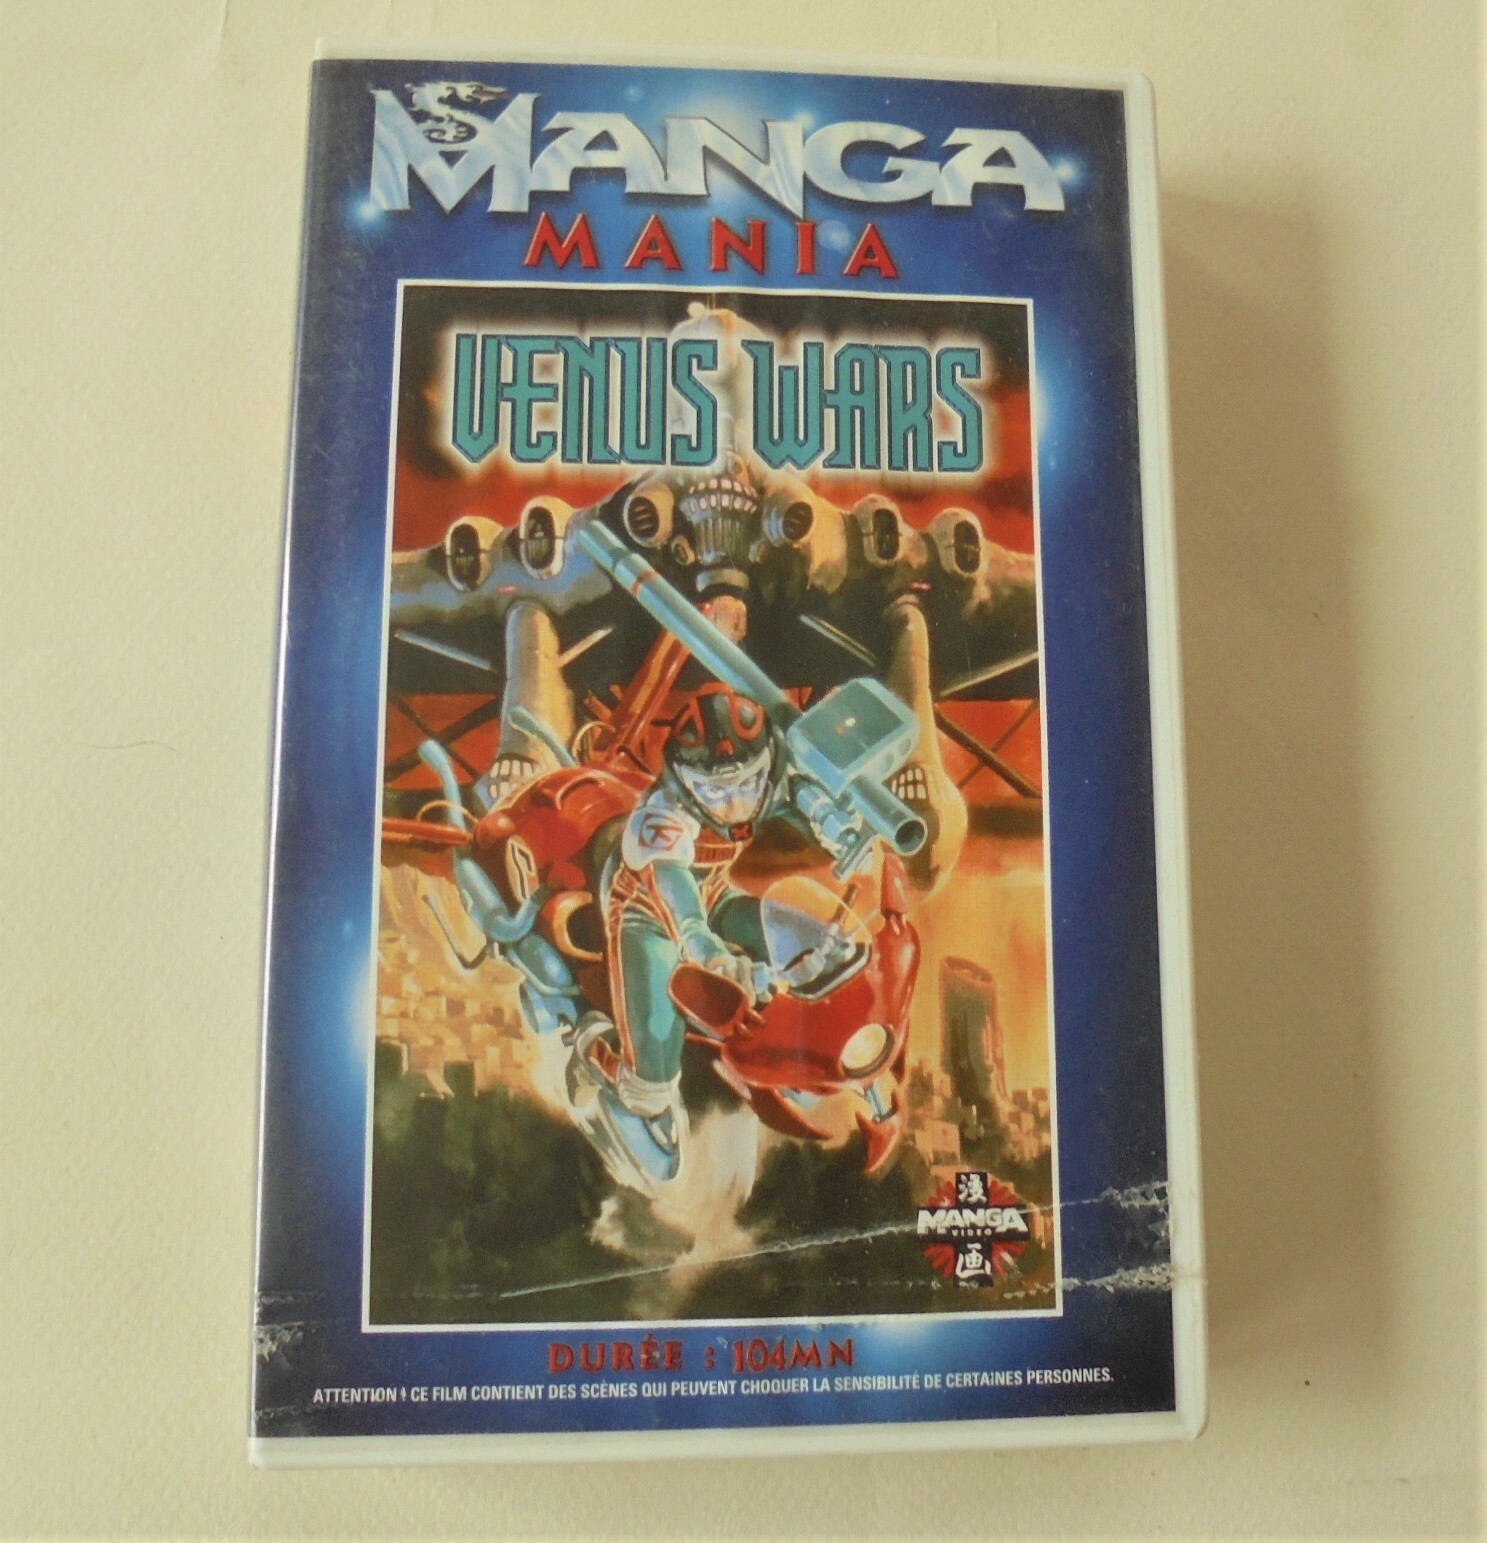 MANGA
MANIA
VENUS WARS
K
漫
MANGA
VIDEO
画
DURÉE : 104MN
ATTENTION : CE FILM CONTIENT DES SCÈNES QUI PEUVENT CHOQUER LA SENSIBILITÉ DE CERTAINES PERSONNES.